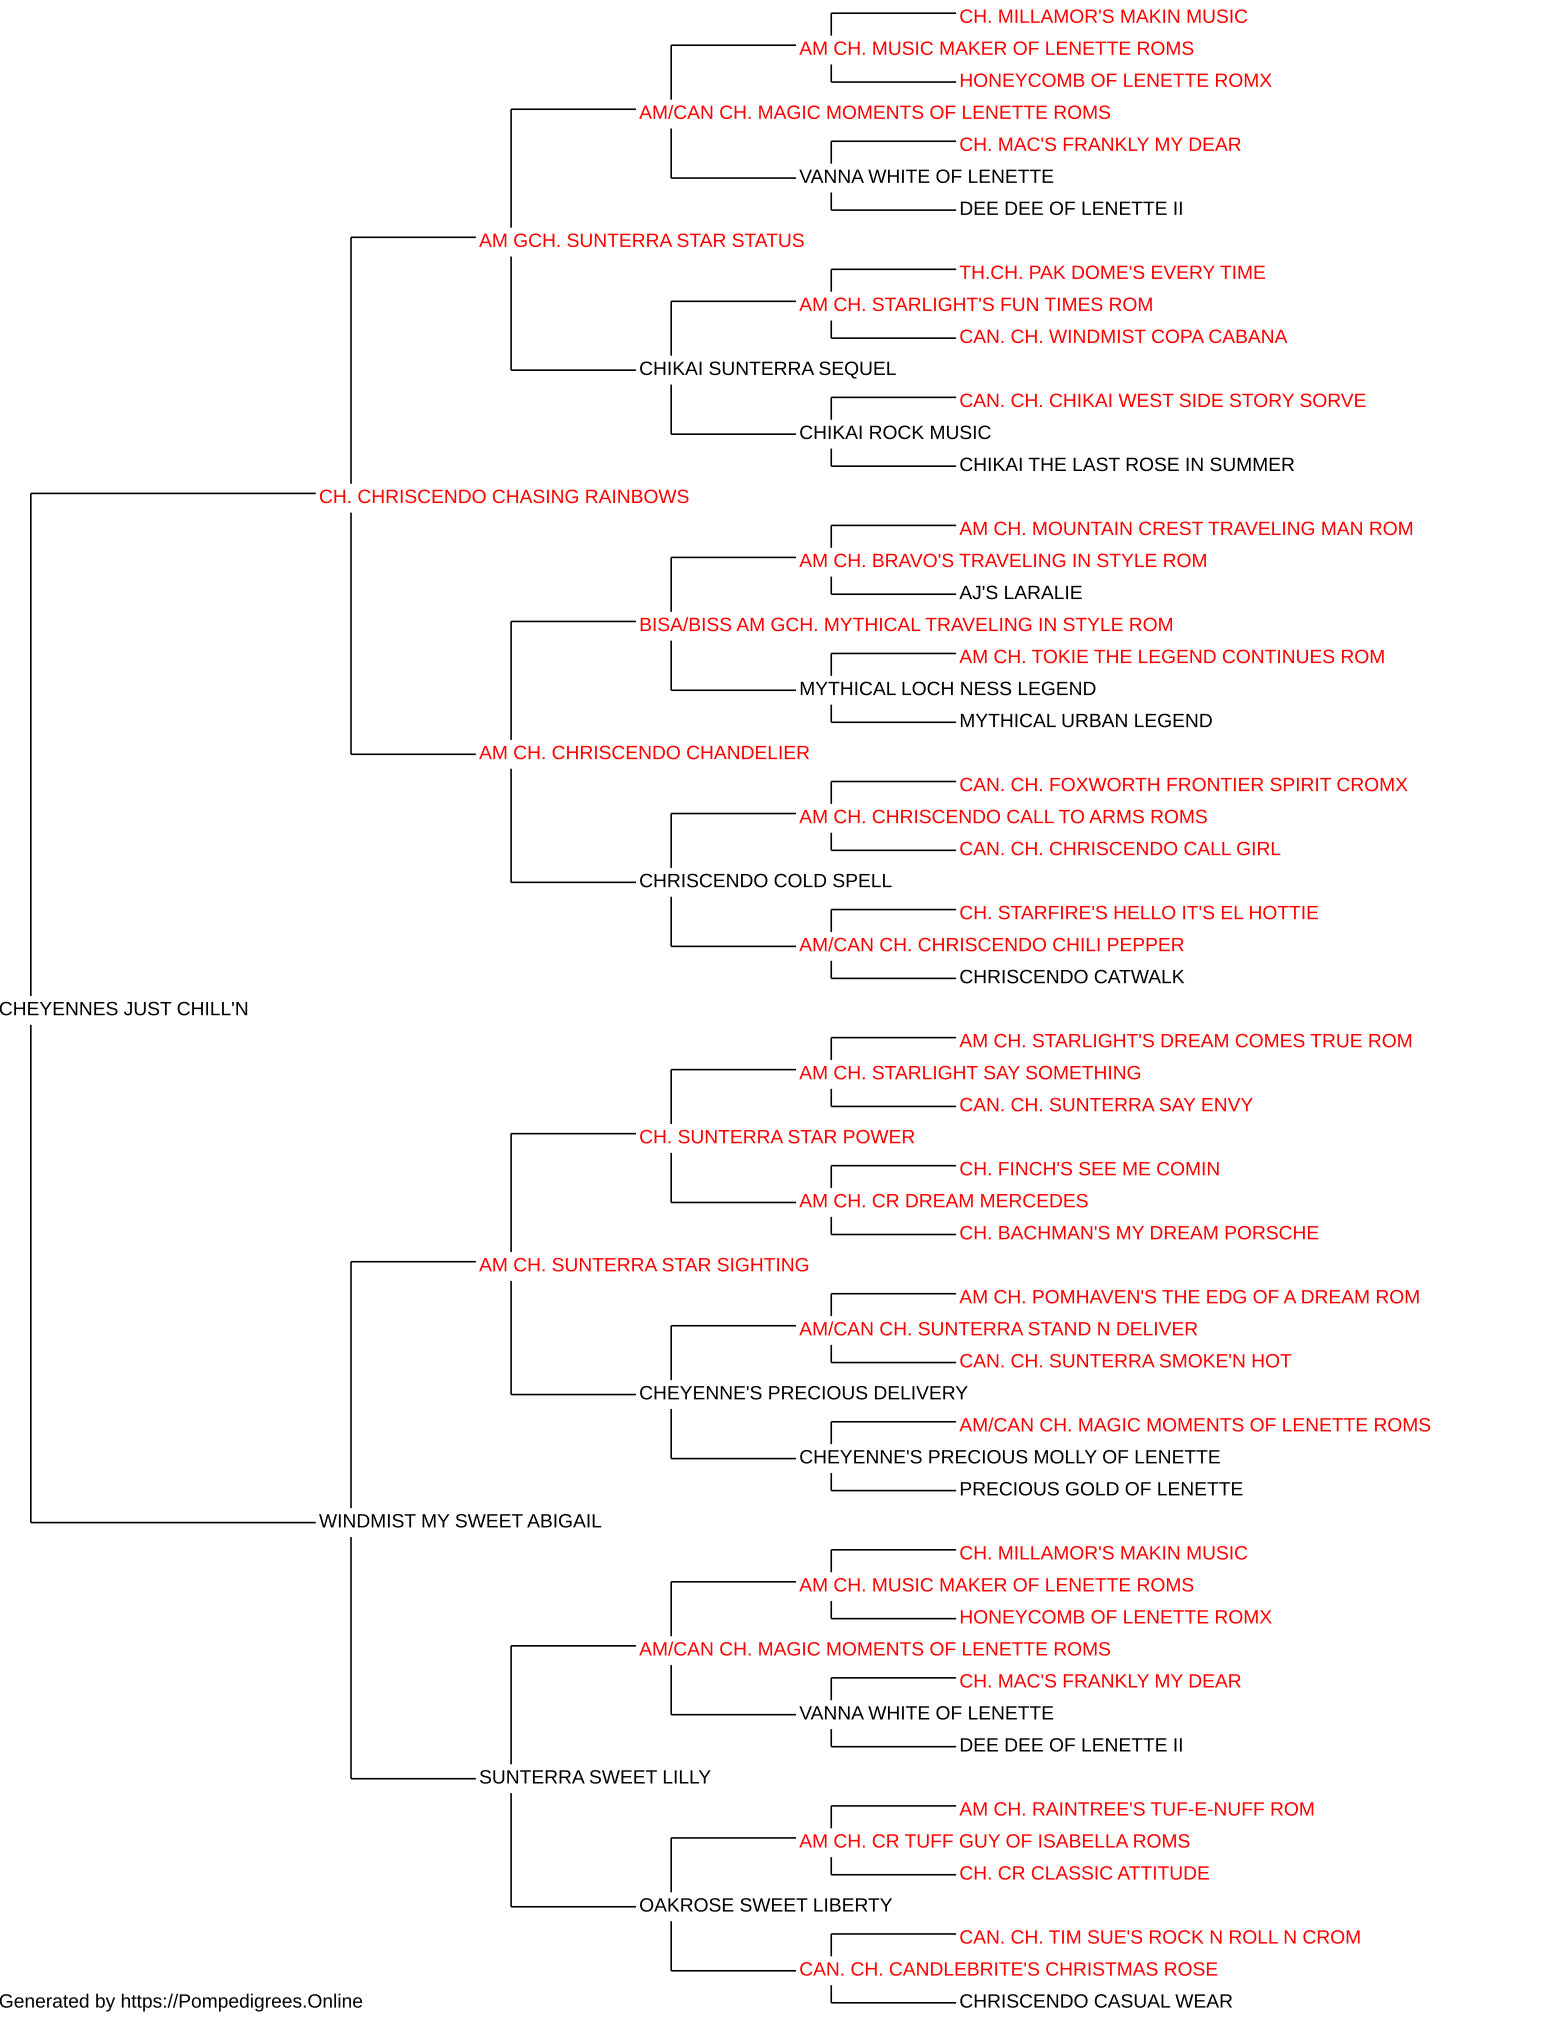 CH. MILLAMOR'S MAKIN MUSIC
AM CH. MUSIC MAKER OF LENETTE ROMS
HONEYCOMB OF LENETTE ROMX
AM/CAN CH. MAGIC MOMENTS OF LENETTE ROMS
CH. MAC'S FRANKLY MY DEAR
VANNA WHITE OF LENETTE
DEE DEE OF LENETTE II
AM GCH. SUNTERRA STAR STATUS
TH.CH. PAK DOME'S EVERY TIME
AM CH. STARLIGHT'S FUN TIMES ROM
CAN. CH. WINDMIST COPA CABANA
CHIKAI SUNTERRA SEQUEL
CAN. CH. CHIKAI WEST SIDE STORY SORVE
CHIKAI ROCK MUSIC
CHIKAI THE LAST ROSE IN SUMMER
CH. CHRISCENDO CHASING RAINBOWS
AM CH. MOUNTAIN CREST TRAVELING MAN ROM
AM CH. BRAVO'S TRAVELING IN STYLE ROM
AJ'S LARALIE
BISA/BISS AM GCH. MYTHICAL TRAVELING IN STYLE ROM
AM CH. TOKIE THE LEGEND CONTINUES ROM
MYTHICAL LOCH NESS LEGEND
MYTHICAL URBAN LEGEND
AM CH. CHRISCENDO CHANDELIER
CAN. CH. FOXWORTH FRONTIER SPIRIT CROMX
AM CH. CHRISCENDO CALL TO ARMS ROMS
CAN. CH. CHRISCENDO CALL GIRL
CHRISCENDO COLD SPELL
CH. STARFIRE'S HELLO IT'S EL HOTTIE
AM/CAN CH. CHRISCENDO CHILI PEPPER
CHRISCENDO CATWALK
CHEYENNES JUST CHILL'N
AM CH. STARLIGHT'S DREAM COMES TRUE ROM
AM CH. STARLIGHT SAY SOMETHING
CAN. CH. SUNTERRA SAY ENVY
CH. SUNTERRA STAR POWER
CH. FINCH'S SEE ME COMIN
AM CH. CR DREAM MERCEDES
CH. BACHMAN'S MY DREAM PORSCHE
AM CH. SUNTERRA STAR SIGHTING
AM CH. POMHAVEN'S THE EDG OF A DREAM ROM
AM/CAN CH. SUNTERRA STAND N DELIVER
CAN. CH. SUNTERRA SMOKE'N HOT
CHEYENNE'S PRECIOUS DELIVERY
AM/CAN CH. MAGIC MOMENTS OF LENETTE ROMS
CHEYENNE'S PRECIOUS MOLLY OF LENETTE
PRECIOUS GOLD OF LENETTE
WINDMIST MY SWEET ABIGAIL
CH. MILLAMOR'S MAKIN MUSIC
AM CH. MUSIC MAKER OF LENETTE ROMS
HONEYCOMB OF LENETTE ROMX
AM/CAN CH. MAGIC MOMENTS OF LENETTE ROMS
CH. MAC'S FRANKLY MY DEAR
VANNA WHITE OF LENETTE
DEE DEE OF LENETTE II
SUNTERRA SWEET LILLY
AM CH. RAINTREE'S TUF-E-NUFF ROM
AM CH. CR TUFF GUY OF ISABELLA ROMS
CH. CR CLASSIC ATTITUDE
OAKROSE SWEET LIBERTY
CAN. CH. TIM SUE'S ROCK N ROLL N CROM
CAN. CH. CANDLEBRITE'S CHRISTMAS ROSE
CHRISCENDO CASUAL WEAR
Generated by https://Pompedigrees.Online